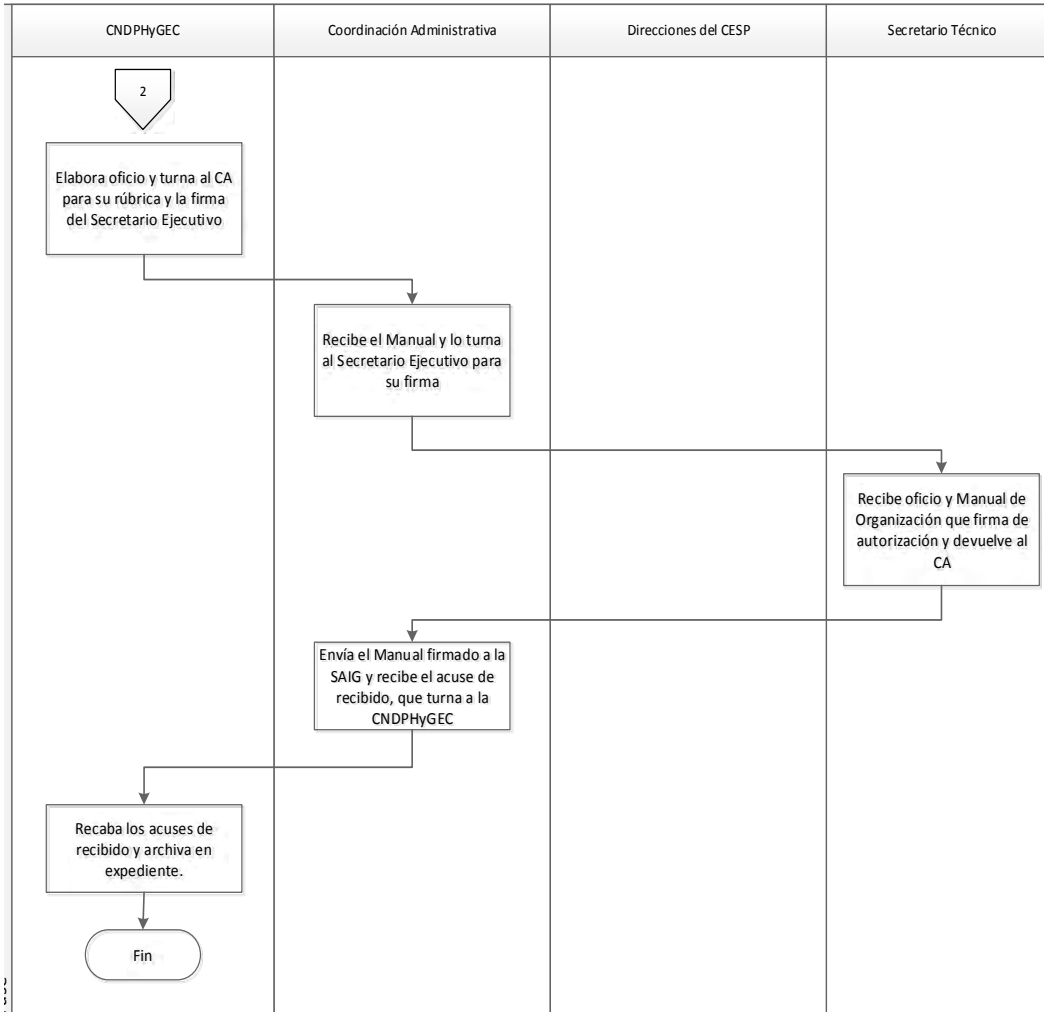 CNDPHyGEC
Coordinación Administrativa
Direcciones del CESP
Secretario Técnico
2
Elabora oficio y turna al CA
para su rúbrica y la firma
del Secretario Ejecutivo
Recibe el Manual y lo turna
al Secretario Ejecutivo para
su firma
Recibe oficio y Manual de
Organización que firma de
autorización y devuelve al
CA
Envía el Manual firmado a la
SAIG y recibe el acuse de
recibido, que turna a la
CNDPHyGEC
Recaba los acuses de
recibido y archiva en
expediente.
Fin